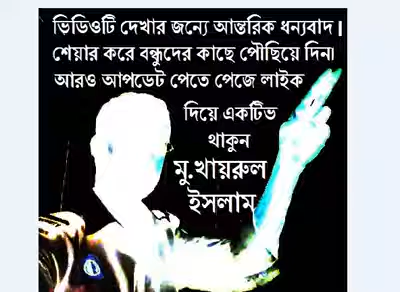 ভিডিওটি দেখার জন্যে আন্তরিক ধন্যবাদ।
শেয়ার করে বন্ধুদের কাছে পৌছিয়ে দিন।
আরও আপডেট পেতে পেজে লাইক
দিয়ে একটিভ
থাকুন
মু.খায়রুল
ইসলাম